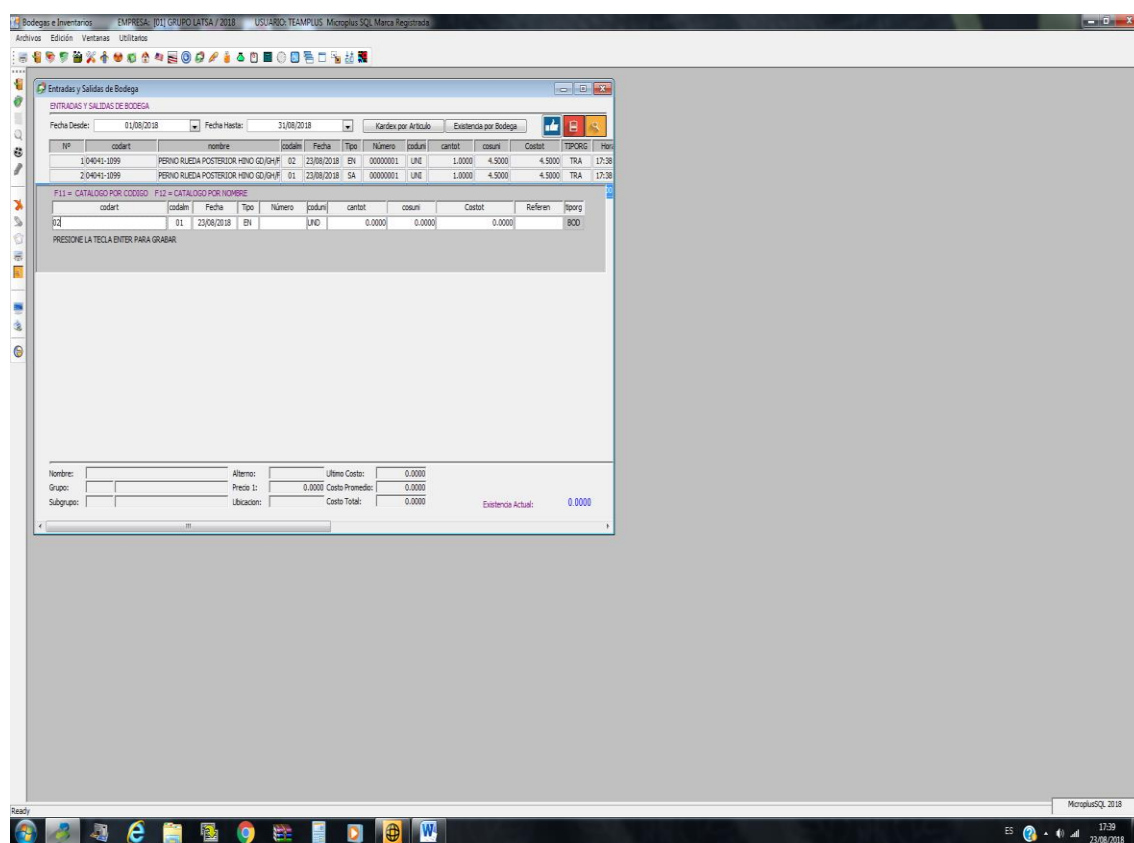 Bodegas e Inventarios EMPRESA: [01] GRUPO LATSA / 2018 USUARIO: TEAMPLUS Microplus SQL Marca Registrada
Archivos Edición Ventanas Utilitarios
Entradas y Salidas de Bodega
ENTRADAS Y SALIDAS DE BODEGA
Fecha Desde: 01/08/2018 Fecha Hasta: 31/08/2018 Kardex por Articulo Existencia por Bodega
Nº codart nombre codalm Fecha Tipo Número coduni cantot cosuni Costot TIPORG Hora
1 04041-1099 PERNO RUEDA POSTERIOR HINO GD/GH/F 02 23/08/2018 EN 00000001 UNI 1.0000 4.5000 4.5000 TRA 17:38
2 04041-1099 PERNO RUEDA POSTERIOR HINO GD/GH/F 01 23/08/2018 SA 00000001 UNI 1.0000 4.5000 4.5000 TRA 17:38
F11 = CATALOGO POR CODIGO F12 = CATALOGO POR NOMBRE
codart codalm Fecha Tipo Número coduni cantot cosuni Costot Referen tiporg
02 01 23/08/2018 EN UND 0.0000 0.0000 0.0000 BOD
PRESIONE LA TECLA ENTER PARA GRABAR
Nombre: Alterno: Ultimo Costo: 0.0000
Grupo: Precio 1: 0.0000 Costo Promedio: 0.0000
Subgrupo: Ubicacion: Costo Total: 0.0000 Existencia Actual: 0.0000
Ready MicroplusSQL 2018
ES 17:39
23/08/2018